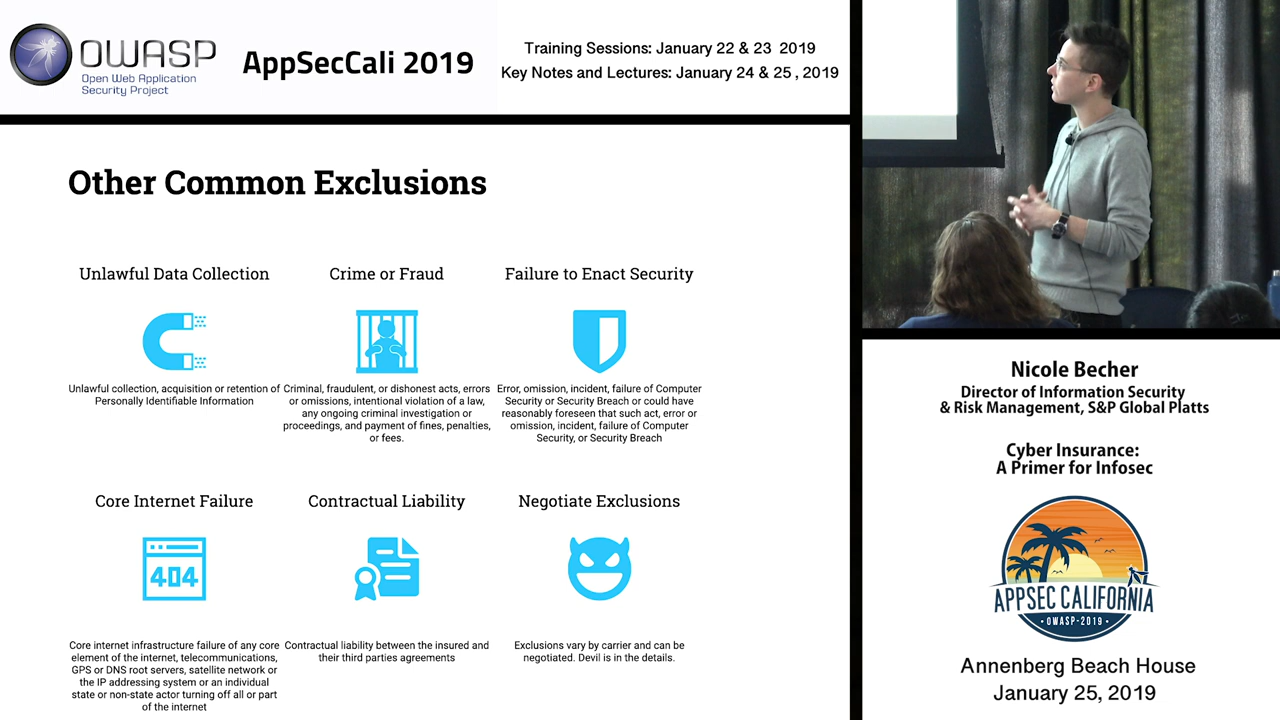 OWASP
Open Web Application
Security Project
AppSecCali 2019
Training Sessions: January 22 & 23 2019
Key Notes and Lectures: January 24 & 25 , 2019
Other Common Exclusions
Unlawful Data Collection
Unlawful collection, acquisition or retention of
Personally Identifiable Information
Crime or Fraud
Criminal, fraudulent, or dishonest acts, errors
or omissions, intentional violation of a law,
any ongoing criminal investigation or
proceedings, and payment of fines, penalties,
or fees.
Failure to Enact Security
Error, omission, incident, failure of Computer
Security or Security Breach or could have
reasonably foreseen that such act, error or
omission, incident, failure of Computer
Security, or Security Breach
Core Internet Failure
404
Core internet infrastructure failure of any core
element of the internet, telecommunications,
GPS or DNS root servers, satellite network or
the IP addressing system or an individual
state or non-state actor turning off all or part
of the internet
Contractual Liability
Contractual liability between the insured and
their third parties agreements
Negotiate Exclusions
Exclusions vary by carrier and can be
negotiated. Devil is in the details.
Nicole Becher
Director of Information Security
& Risk Management, S&P Global Platts
Cyber Insurance:
A Primer for Infosec
APPSEC CALIFORNIA
• OWASP-2019 •
Annenberg Beach House
January 25, 2019